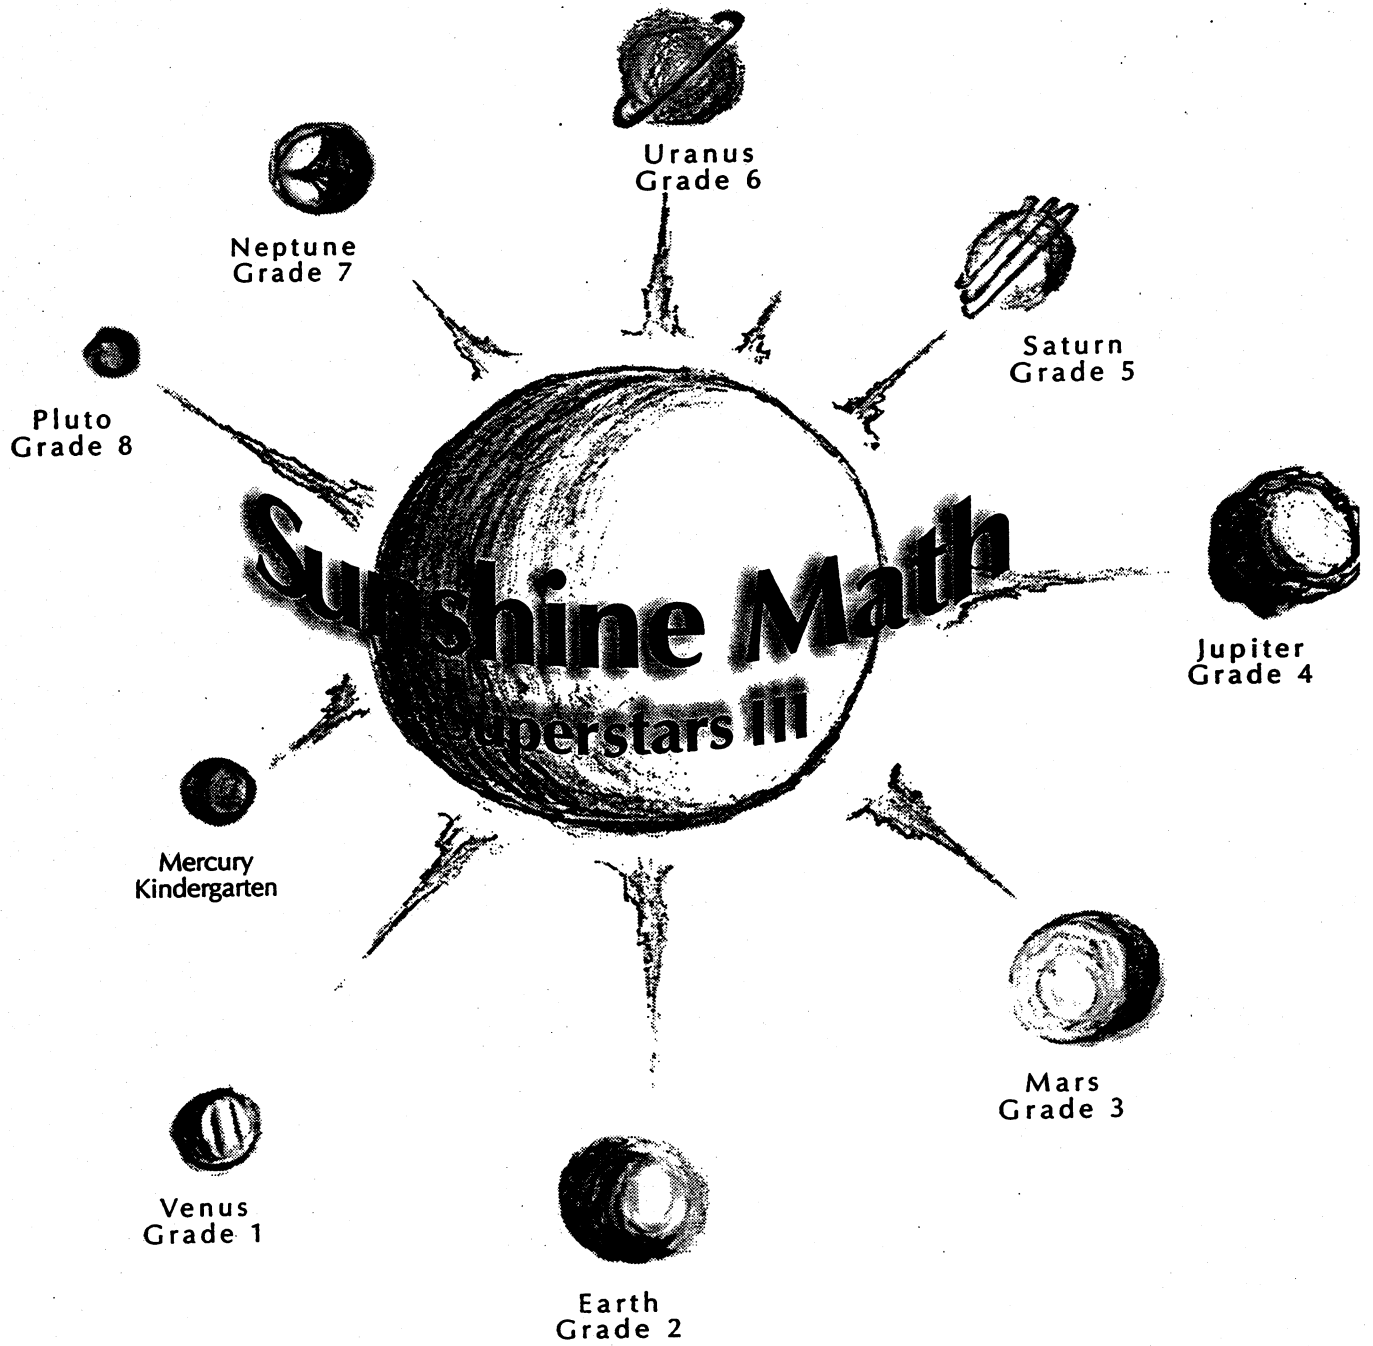 Uranus
Grade 6
Neptune
Grade 7
Saturn
Grade 5
Pluto
Grade 8
Sunshine Math
Superstars III
Jupiter
Grade 4
Mercury
Kindergarten
Mars
Grade 3
Venus
Grade 1
Earth
Grade 2